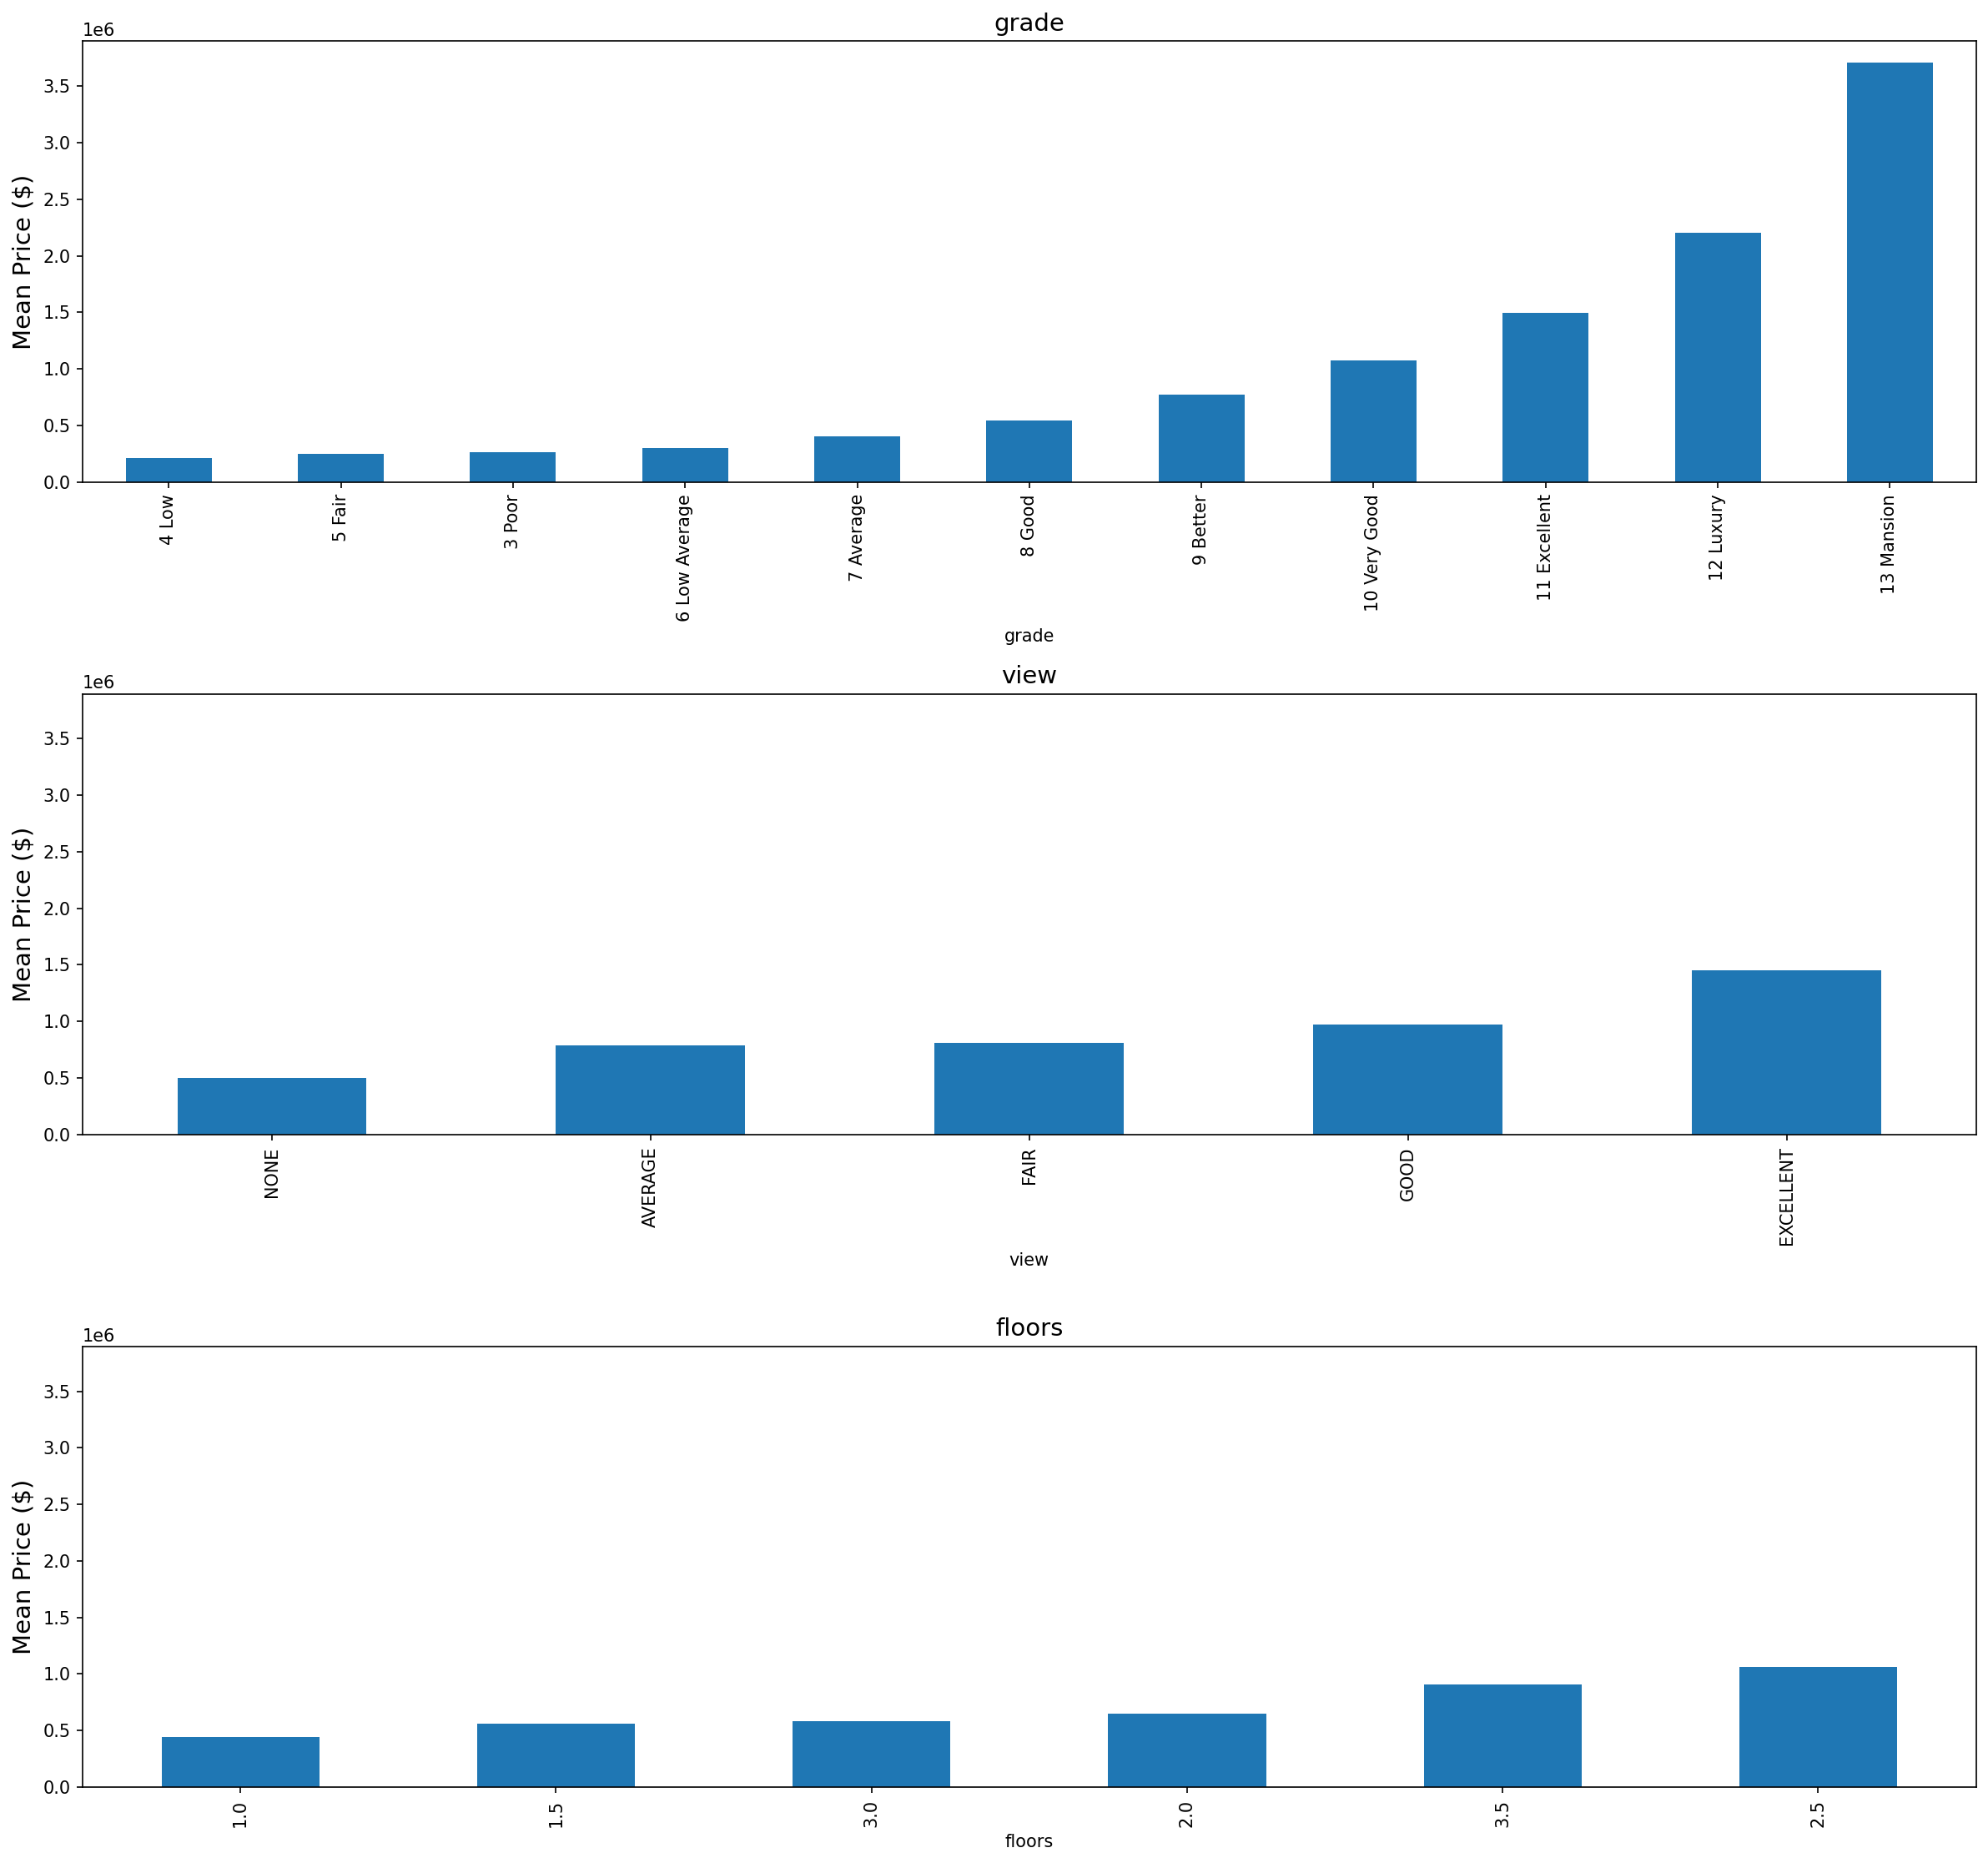 grade
1e6
3.5
3.0
2.5
2.0
1.5
1.0
0.5
0.0
Mean Price ($)
4 Low
5 Fair
3 Poor
6 Low Average
7 Average
8 Good
9 Better
10 Very Good
11 Excellent
12 Luxury
13 Mansion
grade
view
1e6
3.5
3.0
2.5
2.0
1.5
1.0
0.5
0.0
Mean Price ($)
NONE
AVERAGE
FAIR
GOOD
EXCELLENT
view
floors
1e6
3.5
3.0
2.5
2.0
1.5
1.0
0.5
0.0
Mean Price ($)
1.0
1.5
3.0
2.0
3.5
2.5
floors